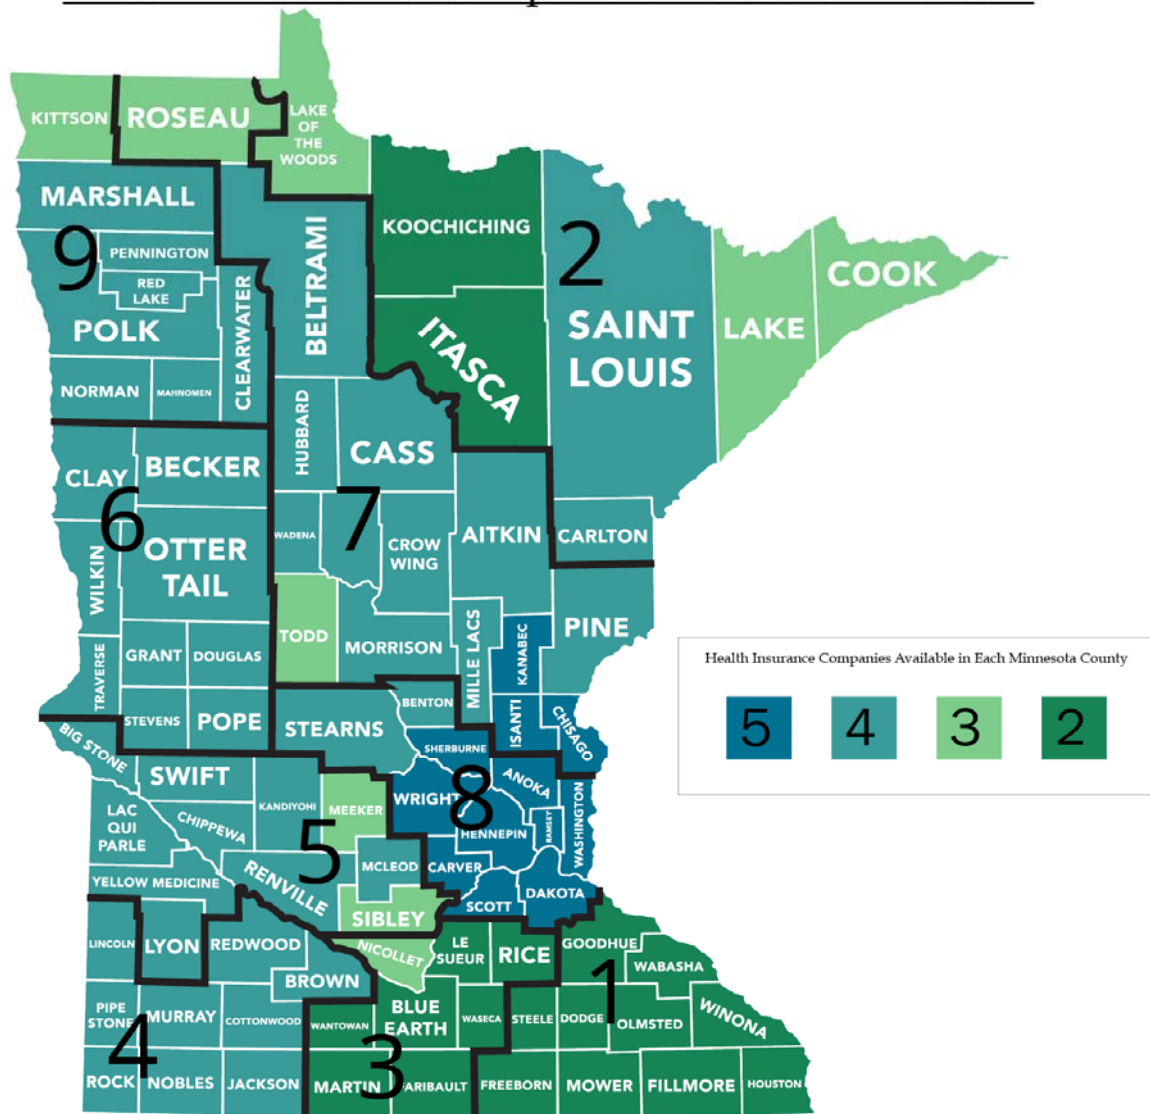 KITTSON
ROSEAU
LAKE
OF
THE
WOODS
MARSHALL
KOOCHICHING
2
9
PENNINGTON
BELTRAMI
COOK
RED
LAKE
CLEARWATER
POLK
SAINT
LOUIS
LAKE
ITASCA
NORMAN
MAHNOMEN
HUBBARD
CASS
CLAY
BECKER
6
7
WADENA
CROW
WING
AITKIN
CARLTON
WILKIN
OTTER
TAIL
TODD
MORRISON
MILLE LACS
KANABEC
PINE
TRAVERSE
GRANT
DOUGLAS
STEVENS
POPE
STEARNS
BENTON
ISANTI
CHISAGO
Health Insurance Companies Available in Each Minnesota County
5
4
3
2
BIG STONE
SWIFT
SHERBURNE
ANOKA
WRIGHT
8
KANDIYOHI
MEEKER
LAC
QUI
PARLE
CHIPPEWA
5
HENNEPIN
RAMSEY
WASHINGTON
RENVILLE
MCLEOD
CARVER
YELLOW MEDICINE
SCOTT
DAKOTA
SIBLEY
LINCOLN
LYON
REDWOOD
NICOLLET
LE
SUEUR
RICE
GOODHUE
WABASHA
BROWN
1
PIPE
STONE
MURRAY
COTTONWOOD
WANTOWAN
BLUE
EARTH
WASECA
STEELE
DODGE
OLMSTED
WINONA
4
3
ROCK
NOBLES
JACKSON
MARTIN
FARIBAULT
FREEBORN
MOWER
FILLMORE
HOUSTON